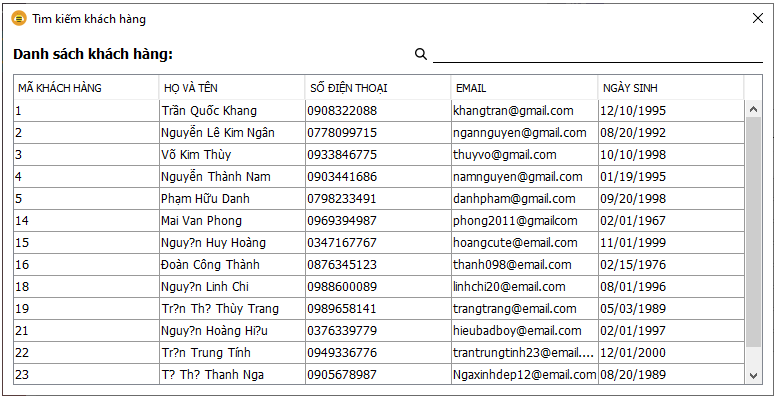 Tìm kiếm khách hàng
Danh sách khách hàng:
MÃ KHÁCH HÀNG HỌ VÀ TÊN SỐ ĐIỆN THOẠI EMAIL NGÀY SINH
1 Trần Quốc Khang 0908322088 khangtran@gmail.com 12/10/1995
2 Nguyễn Lê Kim Ngân 0778099715 ngannguyen@gmail.com 08/20/1992
3 Võ Kim Thùy 0933846775 thuyvo@gmail.com 10/10/1998
4 Nguyễn Thành Nam 0903441686 namnguyen@gmail.com 01/19/1995
5 Phạm Hữu Danh 0798233491 danhpham@gmail.com 09/20/1998
14 Mai Van Phong 0969394987 phong2011@gmailcom 02/01/1967
15 Nguy?n Huy Hoàng 0347167767 hoangcute@email.com 11/01/1999
16 Đoàn Công Thành 0876345123 thanh098@email.com 02/15/1976
18 Nguy?n Linh Chi 0988600089 linhchi20@email.com 08/01/1996
19 Tr?n Th? Thùy Trang 0989658141 trangtrang@email.com 05/03/1989
21 Nguy?n Hoàng Hi?u 0376339779 hieubadboy@email.com 02/01/1997
22 Tr?n Trung Tính 0949336776 trantrungtinh23@email.... 12/01/2000
23 T? Th? Thanh Nga 0905678987 Ngaxinhdep12@email.com 08/20/1989